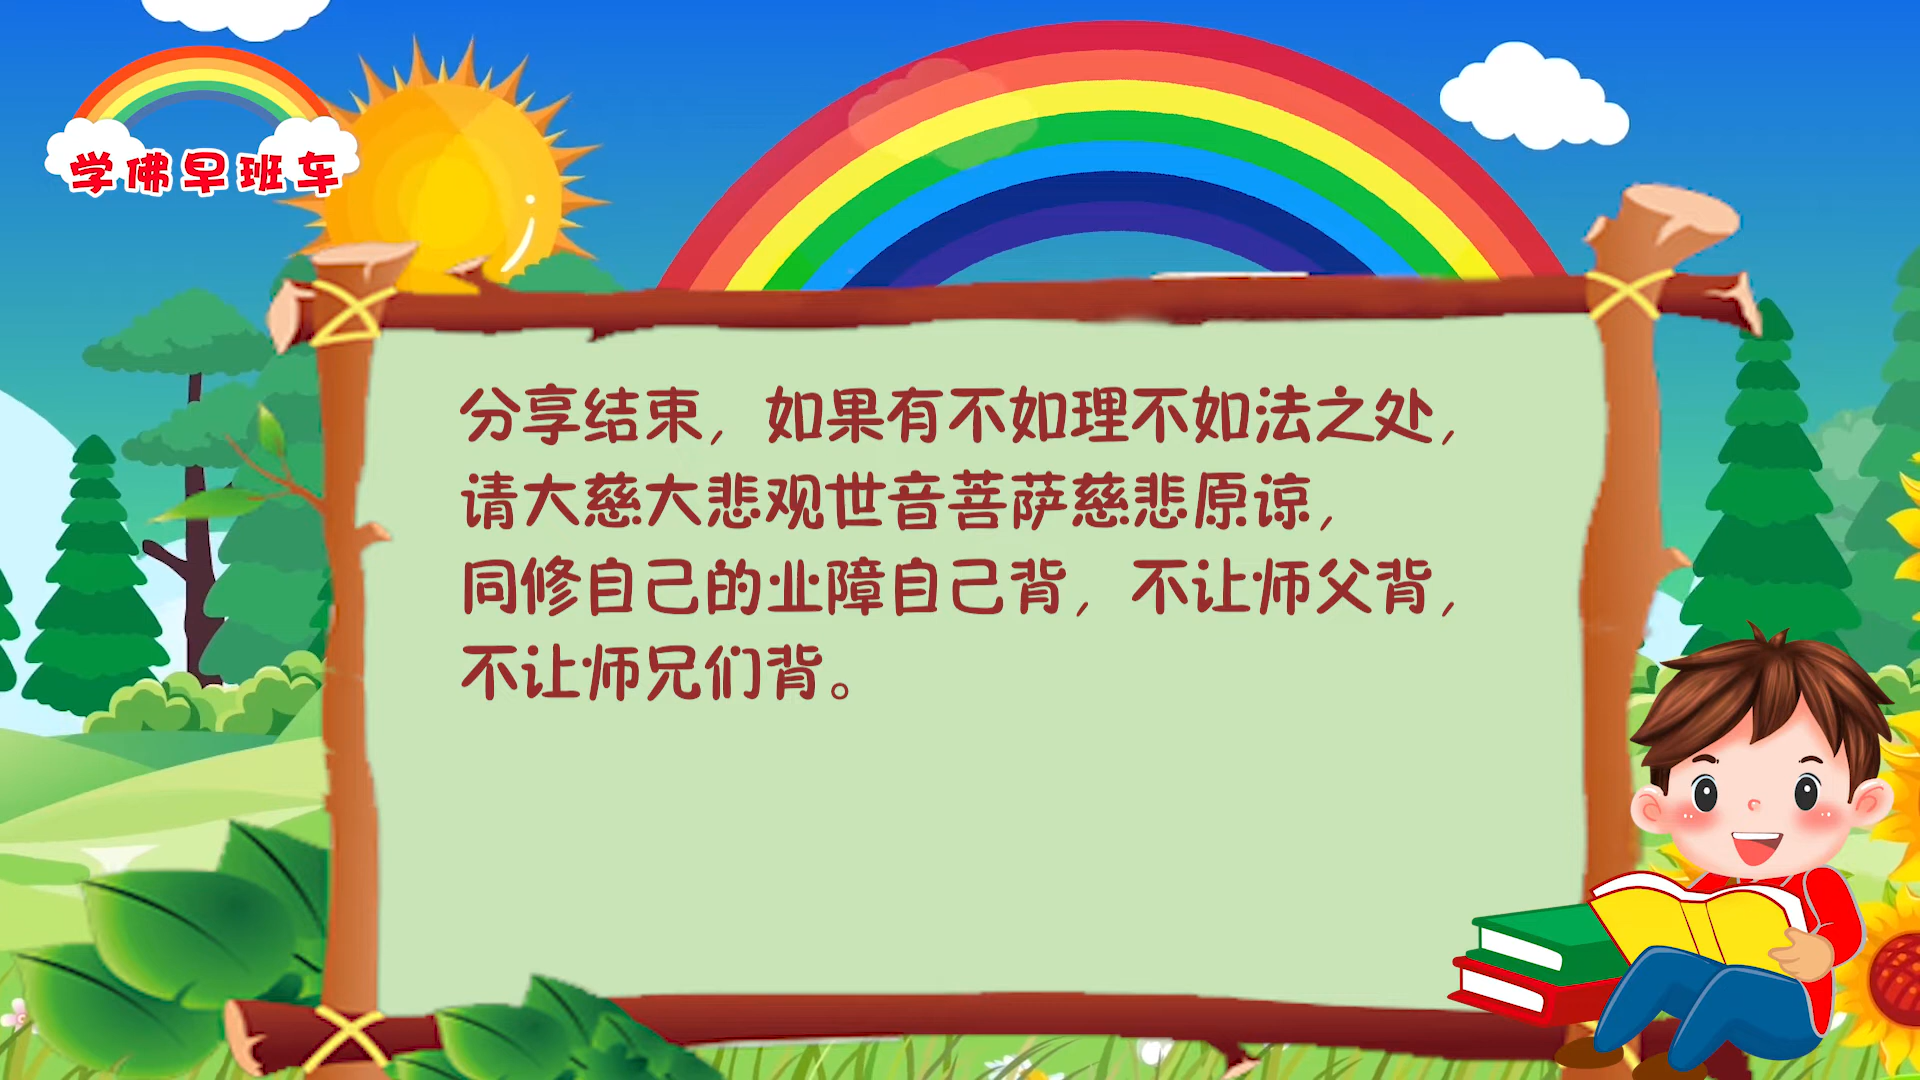 学佛早班车
分享结束，如果有不如理不如法之处，
请大慈大悲观世音菩萨慈悲原谅，
同修自己的业障自己背，不让师父背，
不让师兄们背。